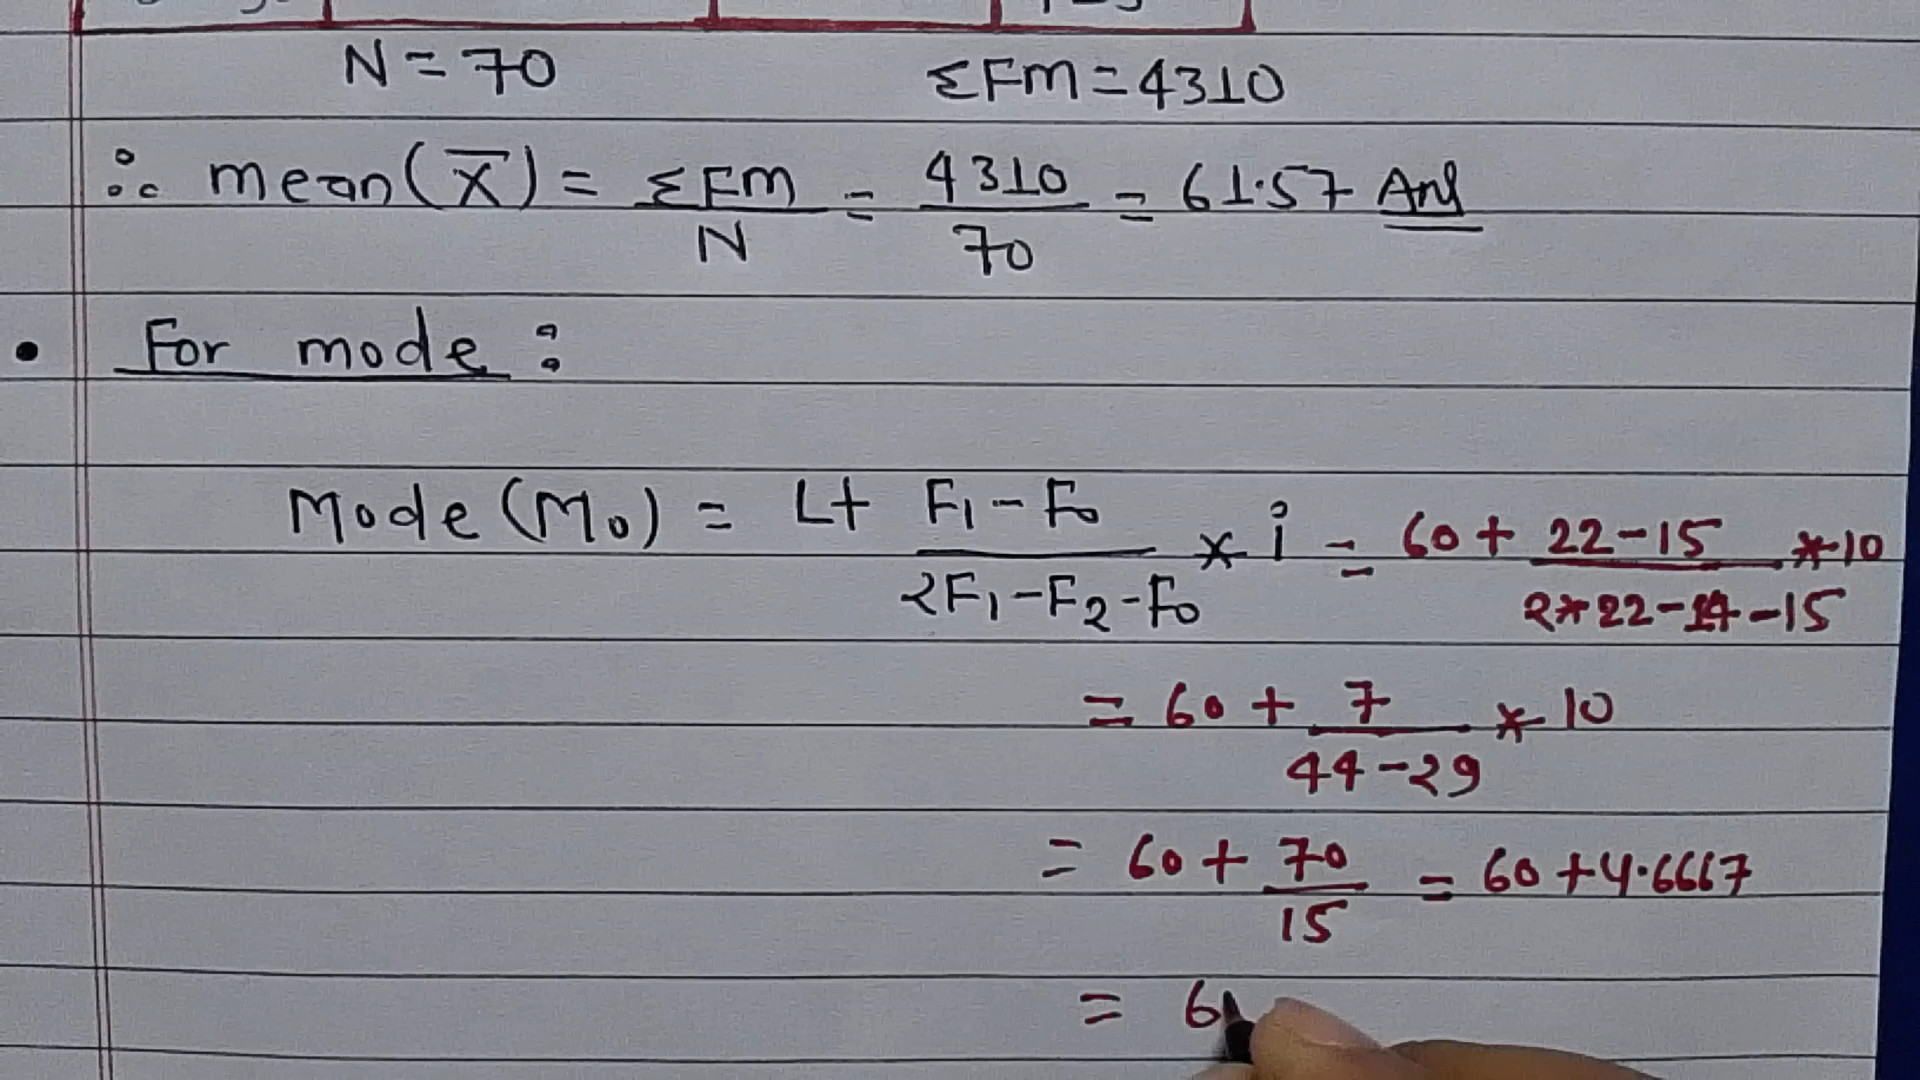 N = 70 ΣFM = 4310
∴ mean (X̄) = ΣFM/N = 4310/70 = 61.57 Ans
• For mode :
Mode (M₀) = L + (F₁ - F₀)/(2F₁ - F₂ - F₀) * i = 60 + (22 - 15)/(2*22 - 14 - 15) * 10
= 60 + 7/(44 - 29) * 10
= 60 + 70/15 = 60 + 4.6667
= 6